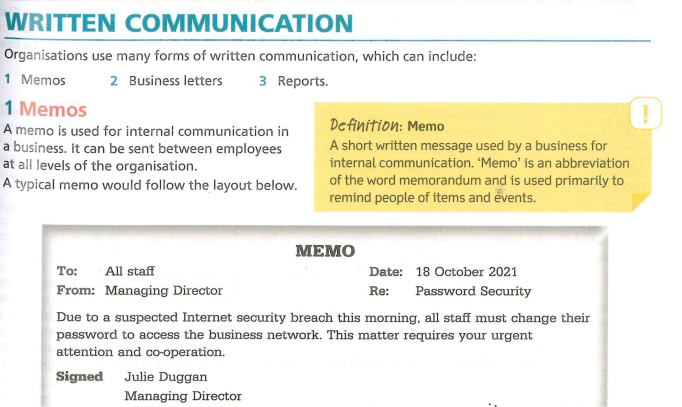 WRITTEN COMMUNICATION
Organisations use many forms of written communication, which can include:
1 Memos 2 Business letters 3 Reports.
1 Memos
A memo is used for internal communication in
a business. It can be sent between employees
at all levels of the organisation.
A typical memo would follow the layout below.
!
Definition: Memo
A short written message used by a business for
internal communication. ‘Memo’ is an abbreviation
of the word memorandum and is used primarily to
remind people of items and events.
MEMO
To: All staff Date: 18 October 2021
From: Managing Director Re: Password Security
Due to a suspected Internet security breach this morning, all staff must change their
password to access the business network. This matter requires your urgent
attention and co-operation.
Signed Julie Duggan
Managing Director